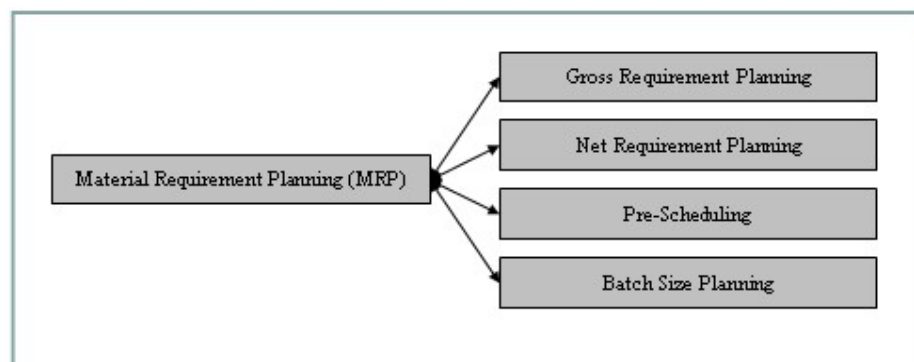 Material Requirement Planning (MRP)
Gross Requirement Planning
Net Requirement Planning
Pre-Scheduling
Batch Size Planning